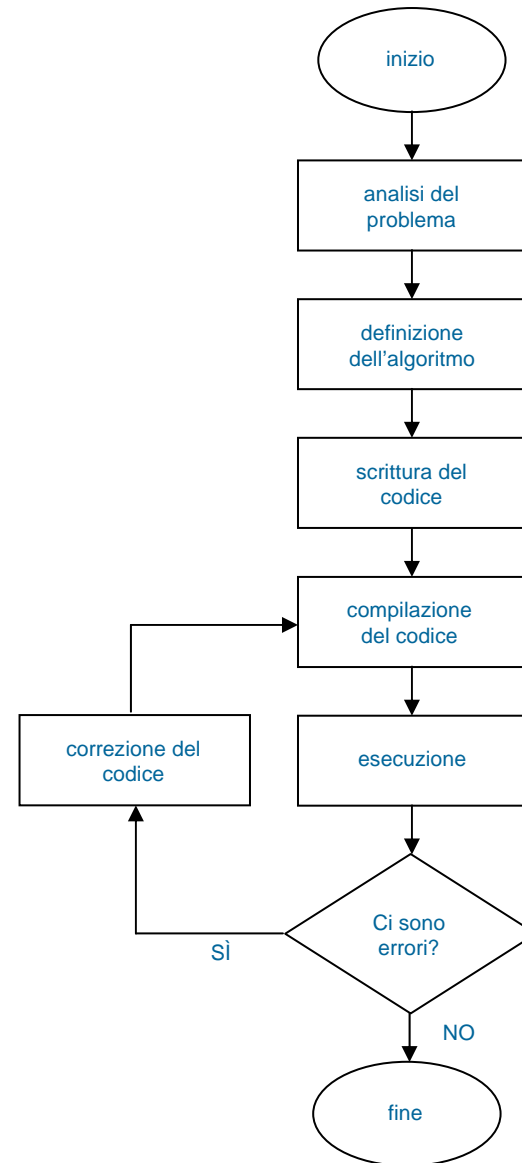 inizio
analisi del
problema
definizione
dell’algoritmo
scrittura del
codice
compilazione
del codice
correzione del
codice
esecuzione
Ci sono
errori?
SÌ
NO
fine